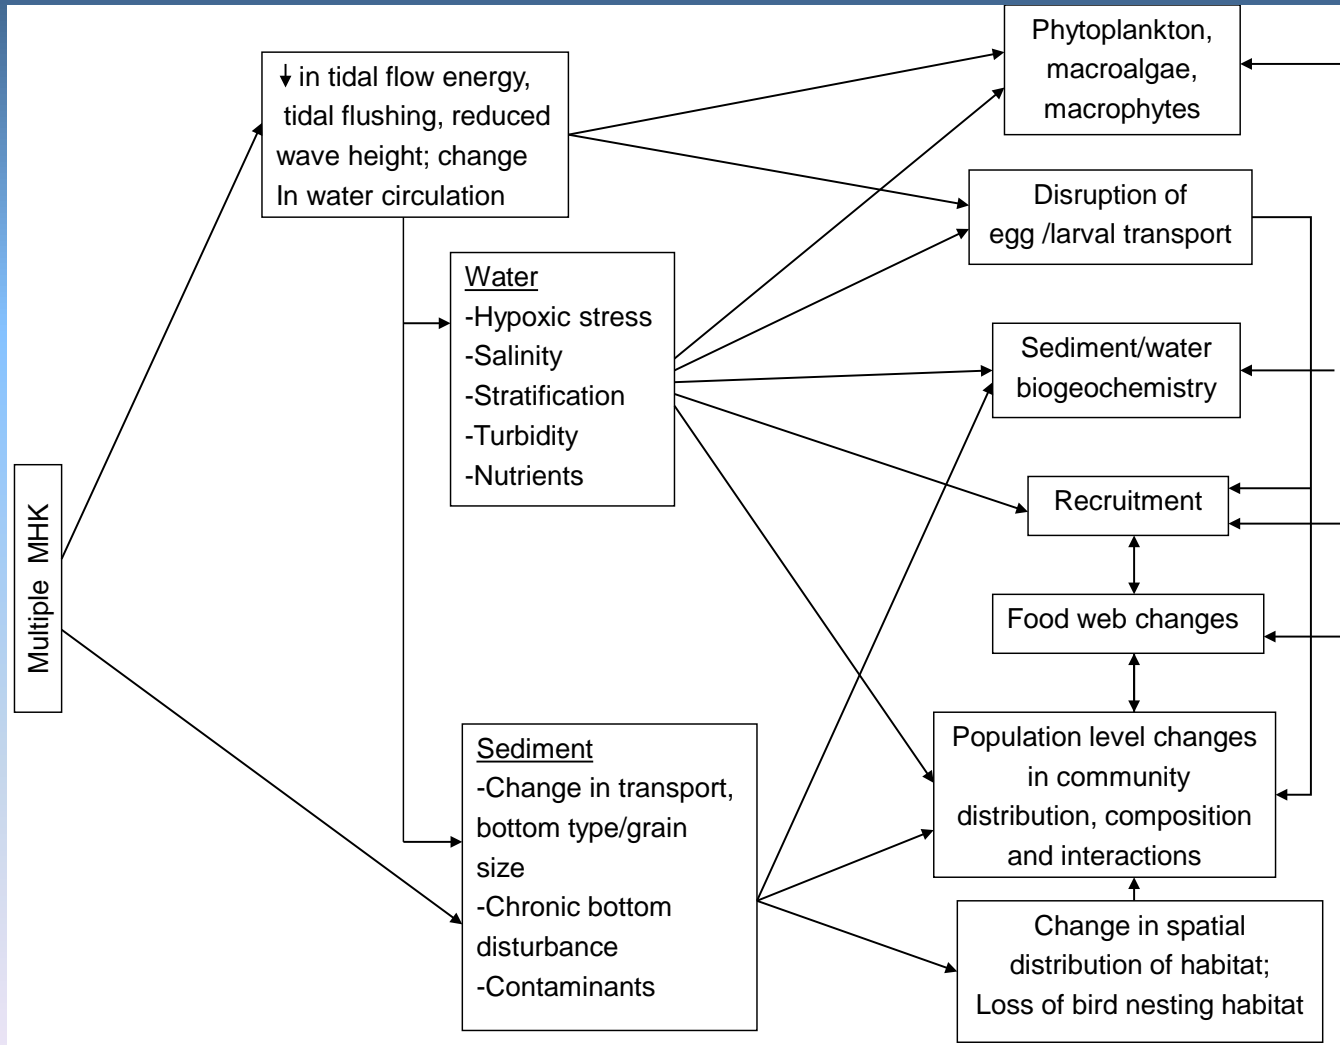 Multiple MHK
↓ in tidal flow energy,
tidal flushing, reduced
wave height; change
In water circulation
Water
-Hypoxic stress
-Salinity
-Stratification
-Turbidity
-Nutrients
Sediment
-Change in transport,
bottom type/grain
size
-Chronic bottom
disturbance
-Contaminants
Phytoplankton,
macroalgae,
macrophytes
Disruption of
egg /larval transport
Sediment/water
biogeochemistry
Recruitment
Food web changes
Population level changes
in community
distribution, composition
and interactions
Change in spatial
distribution of habitat;
Loss of bird nesting habitat